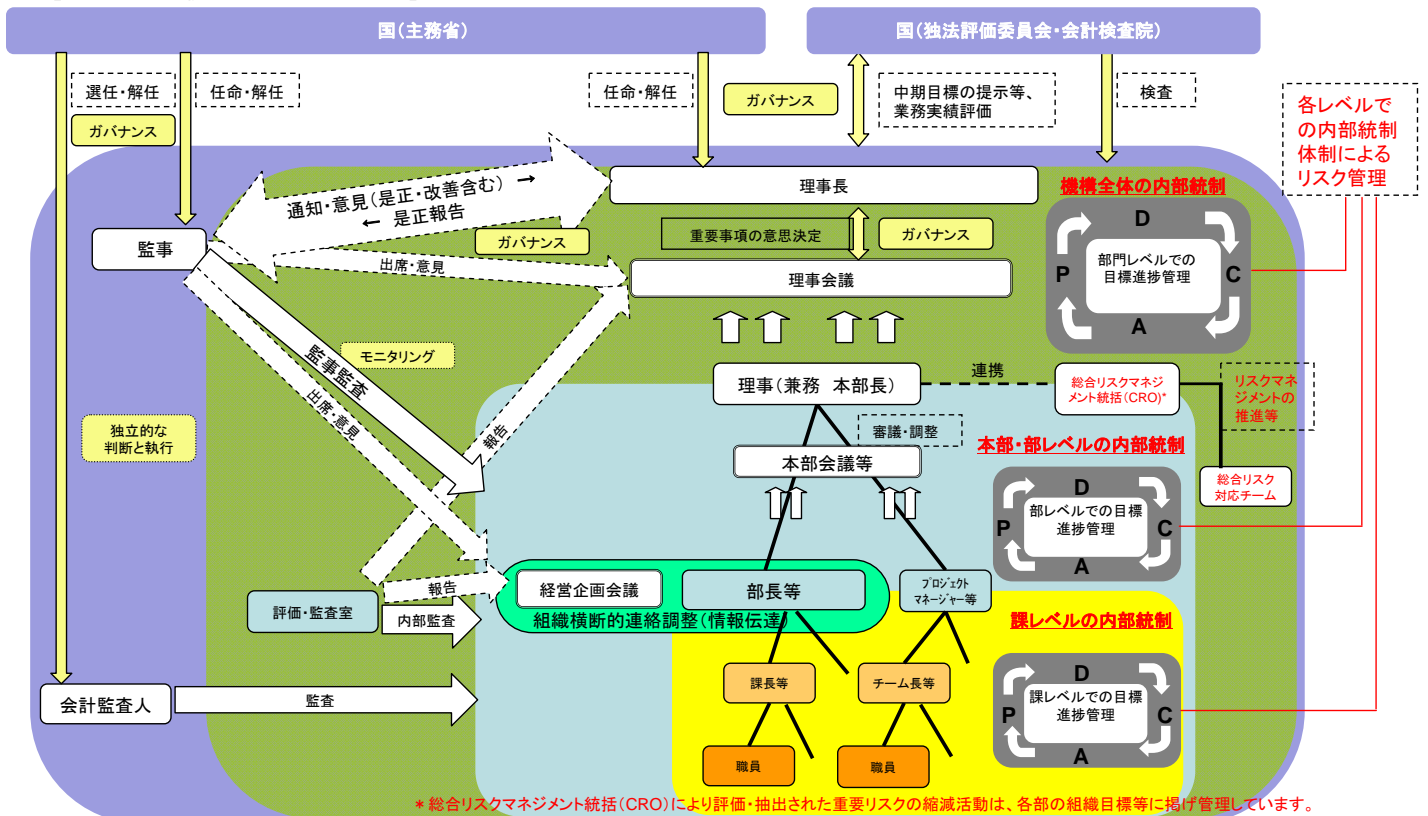 国(主務省)
国(独法評価委員会・会計検査院)
選任・解任
任命・解任
ガバナンス
任命・解任
ガバナンス
中期目標の提示等、
業務実績評価
検査
各レベルで
の内部統制
体制による
リスク管理
通知・意見(是正・改善含む) →
← 是正報告
理事長
機構全体の内部統制
監事
ガバナンス
重要事項の意思決定
ガバナンス
出席・意見
理事会議
P
D
C
A
部門レベルでの
目標進捗管理
監事監査
モニタリング
出席・意見
報告
理事(兼務 本部長)
連携
総合リスクマネジ
メント統括(CRO)*
リスクマネ
ジメントの
推進等
独立的な
判断と執行
審議・調整
本部会議等
本部・部レベルの内部統制
総合リスク
対応チーム
P
D
C
A
部レベルでの目標
進捗管理
報告
経営企画会議
部長等
プロジェクト
マネージャー等
評価・監査室
内部監査
組織横断的連絡調整(情報伝達)
課レベルの内部統制
P
D
C
A
課レベルでの目標
進捗管理
会計監査人
監査
課長等
チーム長等
職員
職員
* 総合リスクマネジメント統括(CRO)により評価・抽出された重要リスクの縮減活動は、各部の組織目標等に掲げ管理しています。